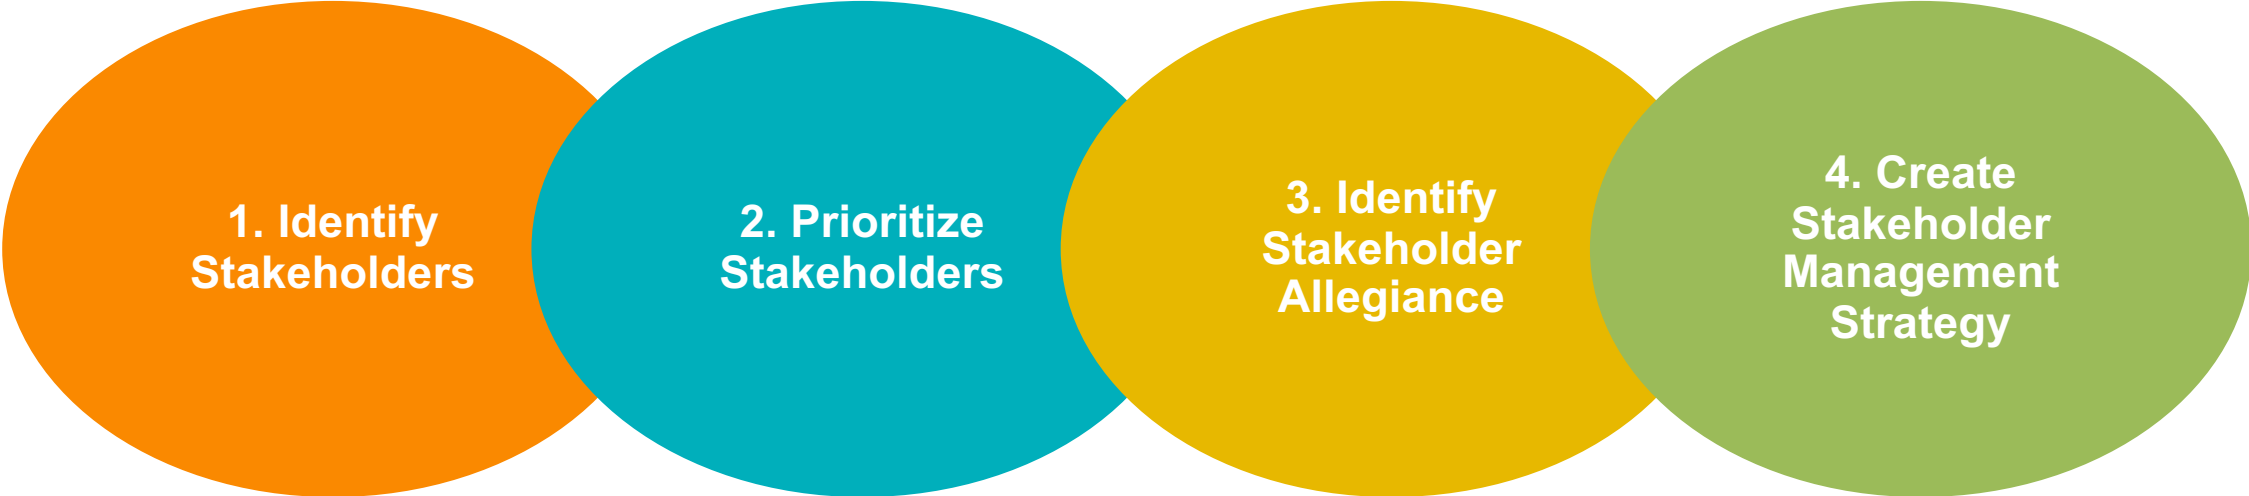 1. Identify
Stakeholders
2. Prioritize
Stakeholders
3. Identify
Stakeholder
Allegiance
4. Create
Stakeholder
Management
Strategy